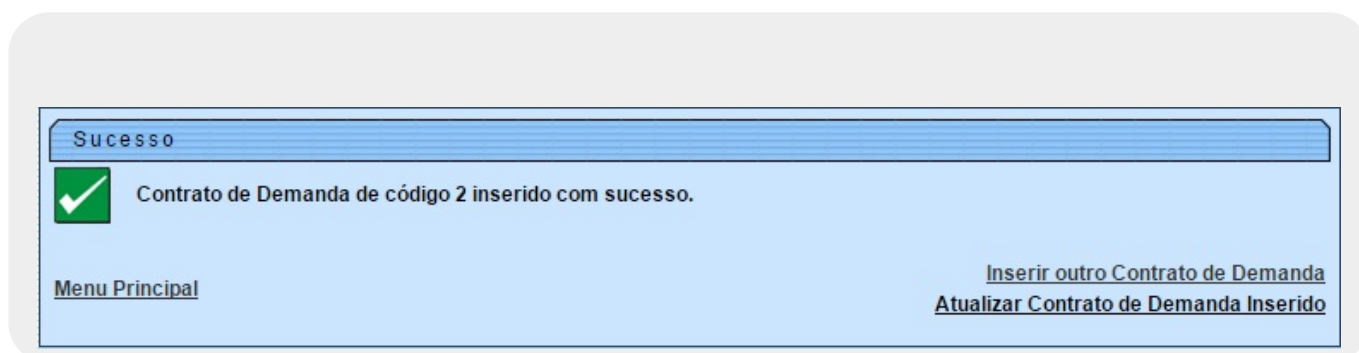 Sucesso
Contrato de Demanda de código 2 inserido com sucesso.
Menu Principal
Inserir outro Contrato de Demanda
Atualizar Contrato de Demanda Inserido